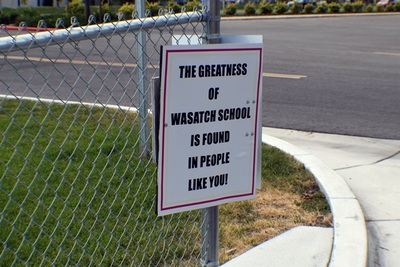 THE GREATNESS
OF
WASATCH SCHOOL
IS FOUND
IN PEOPLE
LIKE YOU!